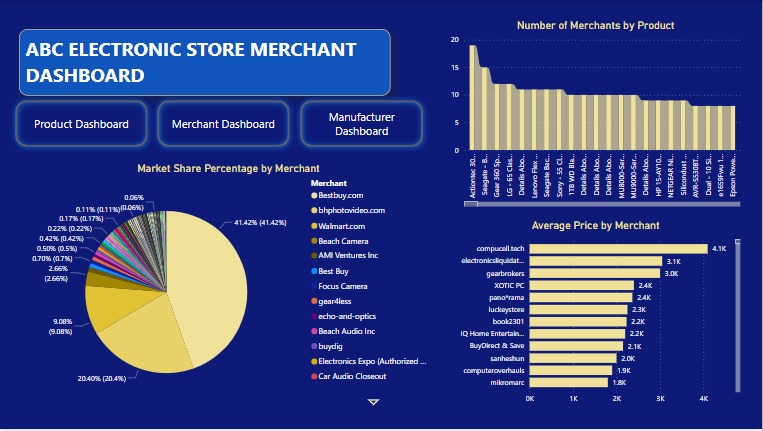 ABC ELECTRONIC STORE MERCHANT
DASHBOARD
Product Dashboard
Merchant Dashboard
Manufacturer
Dashboard
Market Share Percentage by Merchant
0.06%
0.11% (0.11%)
(0.06%)
0.17% (0.17%)
0.22% (0.22%)
0.42% (0.42%)
0.50% (0.5%)
0.70% (0.7%)
2.66%
(2.66%)
9.08%
(9.08%)
20.40% (20.4%)
41.42% (41.42%)
Merchant
Bestbuy.com
bhphotovideo.com
Walmart.com
Beach Camera
AMI Ventures Inc
Best Buy
Focus Camera
gear4less
echo-and-optics
Beach Audio Inc
buydig
Electronics Expo (Authorized ...
Car Audio Closeout
Number of Merchants by Product
20
15
10
5
0
Actiontec 30...
Seagate - B...
Gear 360 Sp...
LG - 65 Clas...
Details Abo...
Lenovo Flex...
Seagate Bac...
Sony - 55 Cl...
1TB WD Bla...
Details Abo...
Details Abo...
Details Abo...
MU8000-Ser...
MU9000-Ser...
Details Abo...
HP 15-AY10...
NETGEAR Ni...
Silicondust ...
AVR-S530BT...
Dual - 10 Si...
e1659Fwu 1...
Epson Powe...
Average Price by Merchant
compucell.tech
4.1K
electronicsliquidat...
3.1K
gearbrokers
3.0K
XOTIC PC
2.4K
pano*rama
2.4K
luckeystore
2.3K
book2301
2.2K
IQ Home Entertain...
2.2K
BuyDirect & Save
2.1K
sanheshun
2.0K
computeroverhauls
1.9K
mikromarc
1.8K
0K
1K
2K
3K
4K